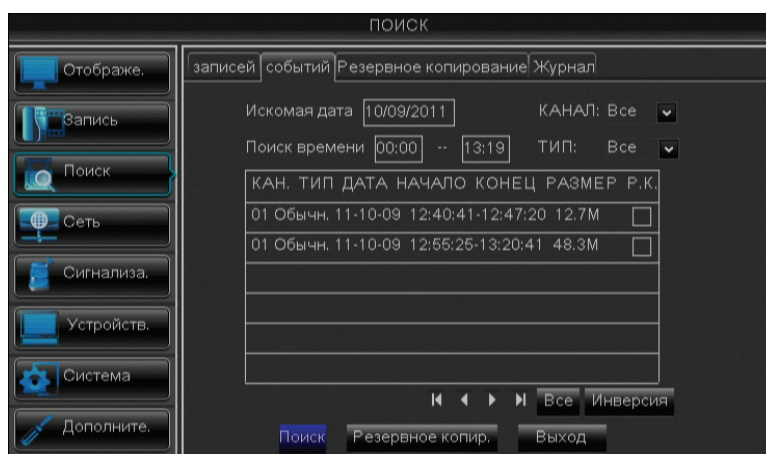 ПОИСК
Отображе.
Запись
Поиск
Сеть
Сигнализа.
Устройств.
Система
Дополните.
записей событий Резервное копирование Журнал
Искомая дата 10/09/2011 КАНАЛ: Все
Поиск времени 00:00 -- 13:19 ТИП: Все
КАН. ТИП ДАТА НАЧАЛО КОНЕЦ РАЗМЕР Р.К.
01 Обычн. 11-10-09 12:40:41-12:47:20 12.7M
01 Обычн. 11-10-09 12:55:25-13:20:41 48.3M
Все Инверсия
Поиск Резервное копир. Выход